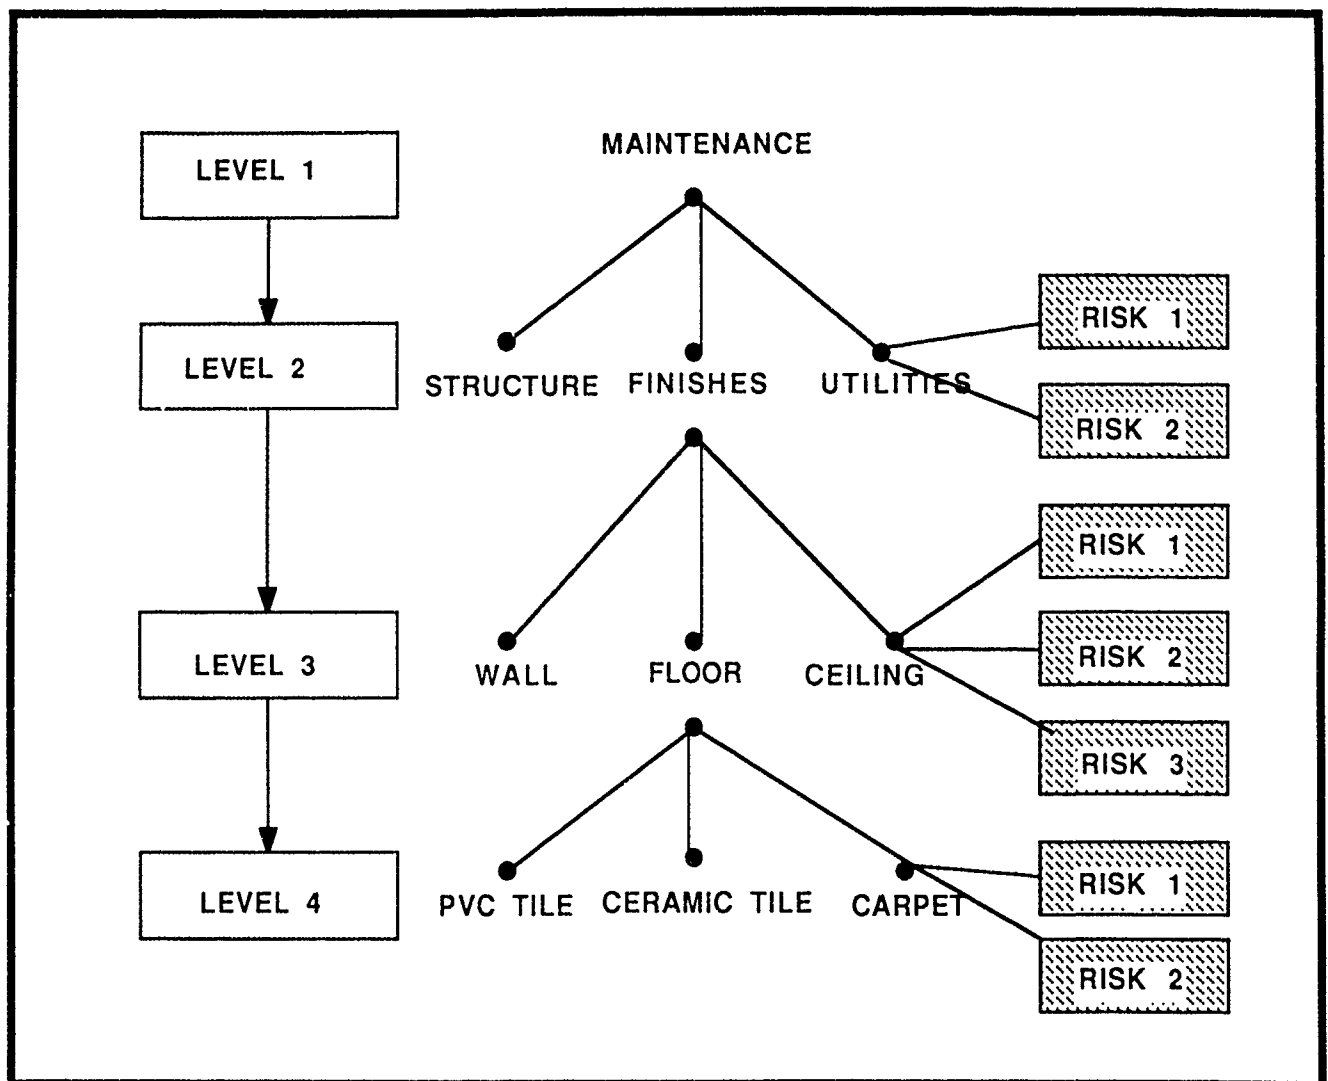 MAINTENANCE
LEVEL 1
RISK 1
LEVEL 2
STRUCTURE FINISHES UTILITIES
RISK 2
RISK 1
LEVEL 3
WALL FLOOR CEILING
RISK 2
RISK 3
LEVEL 4
PVC TILE CERAMIC TILE CARPET
RISK 1
RISK 2